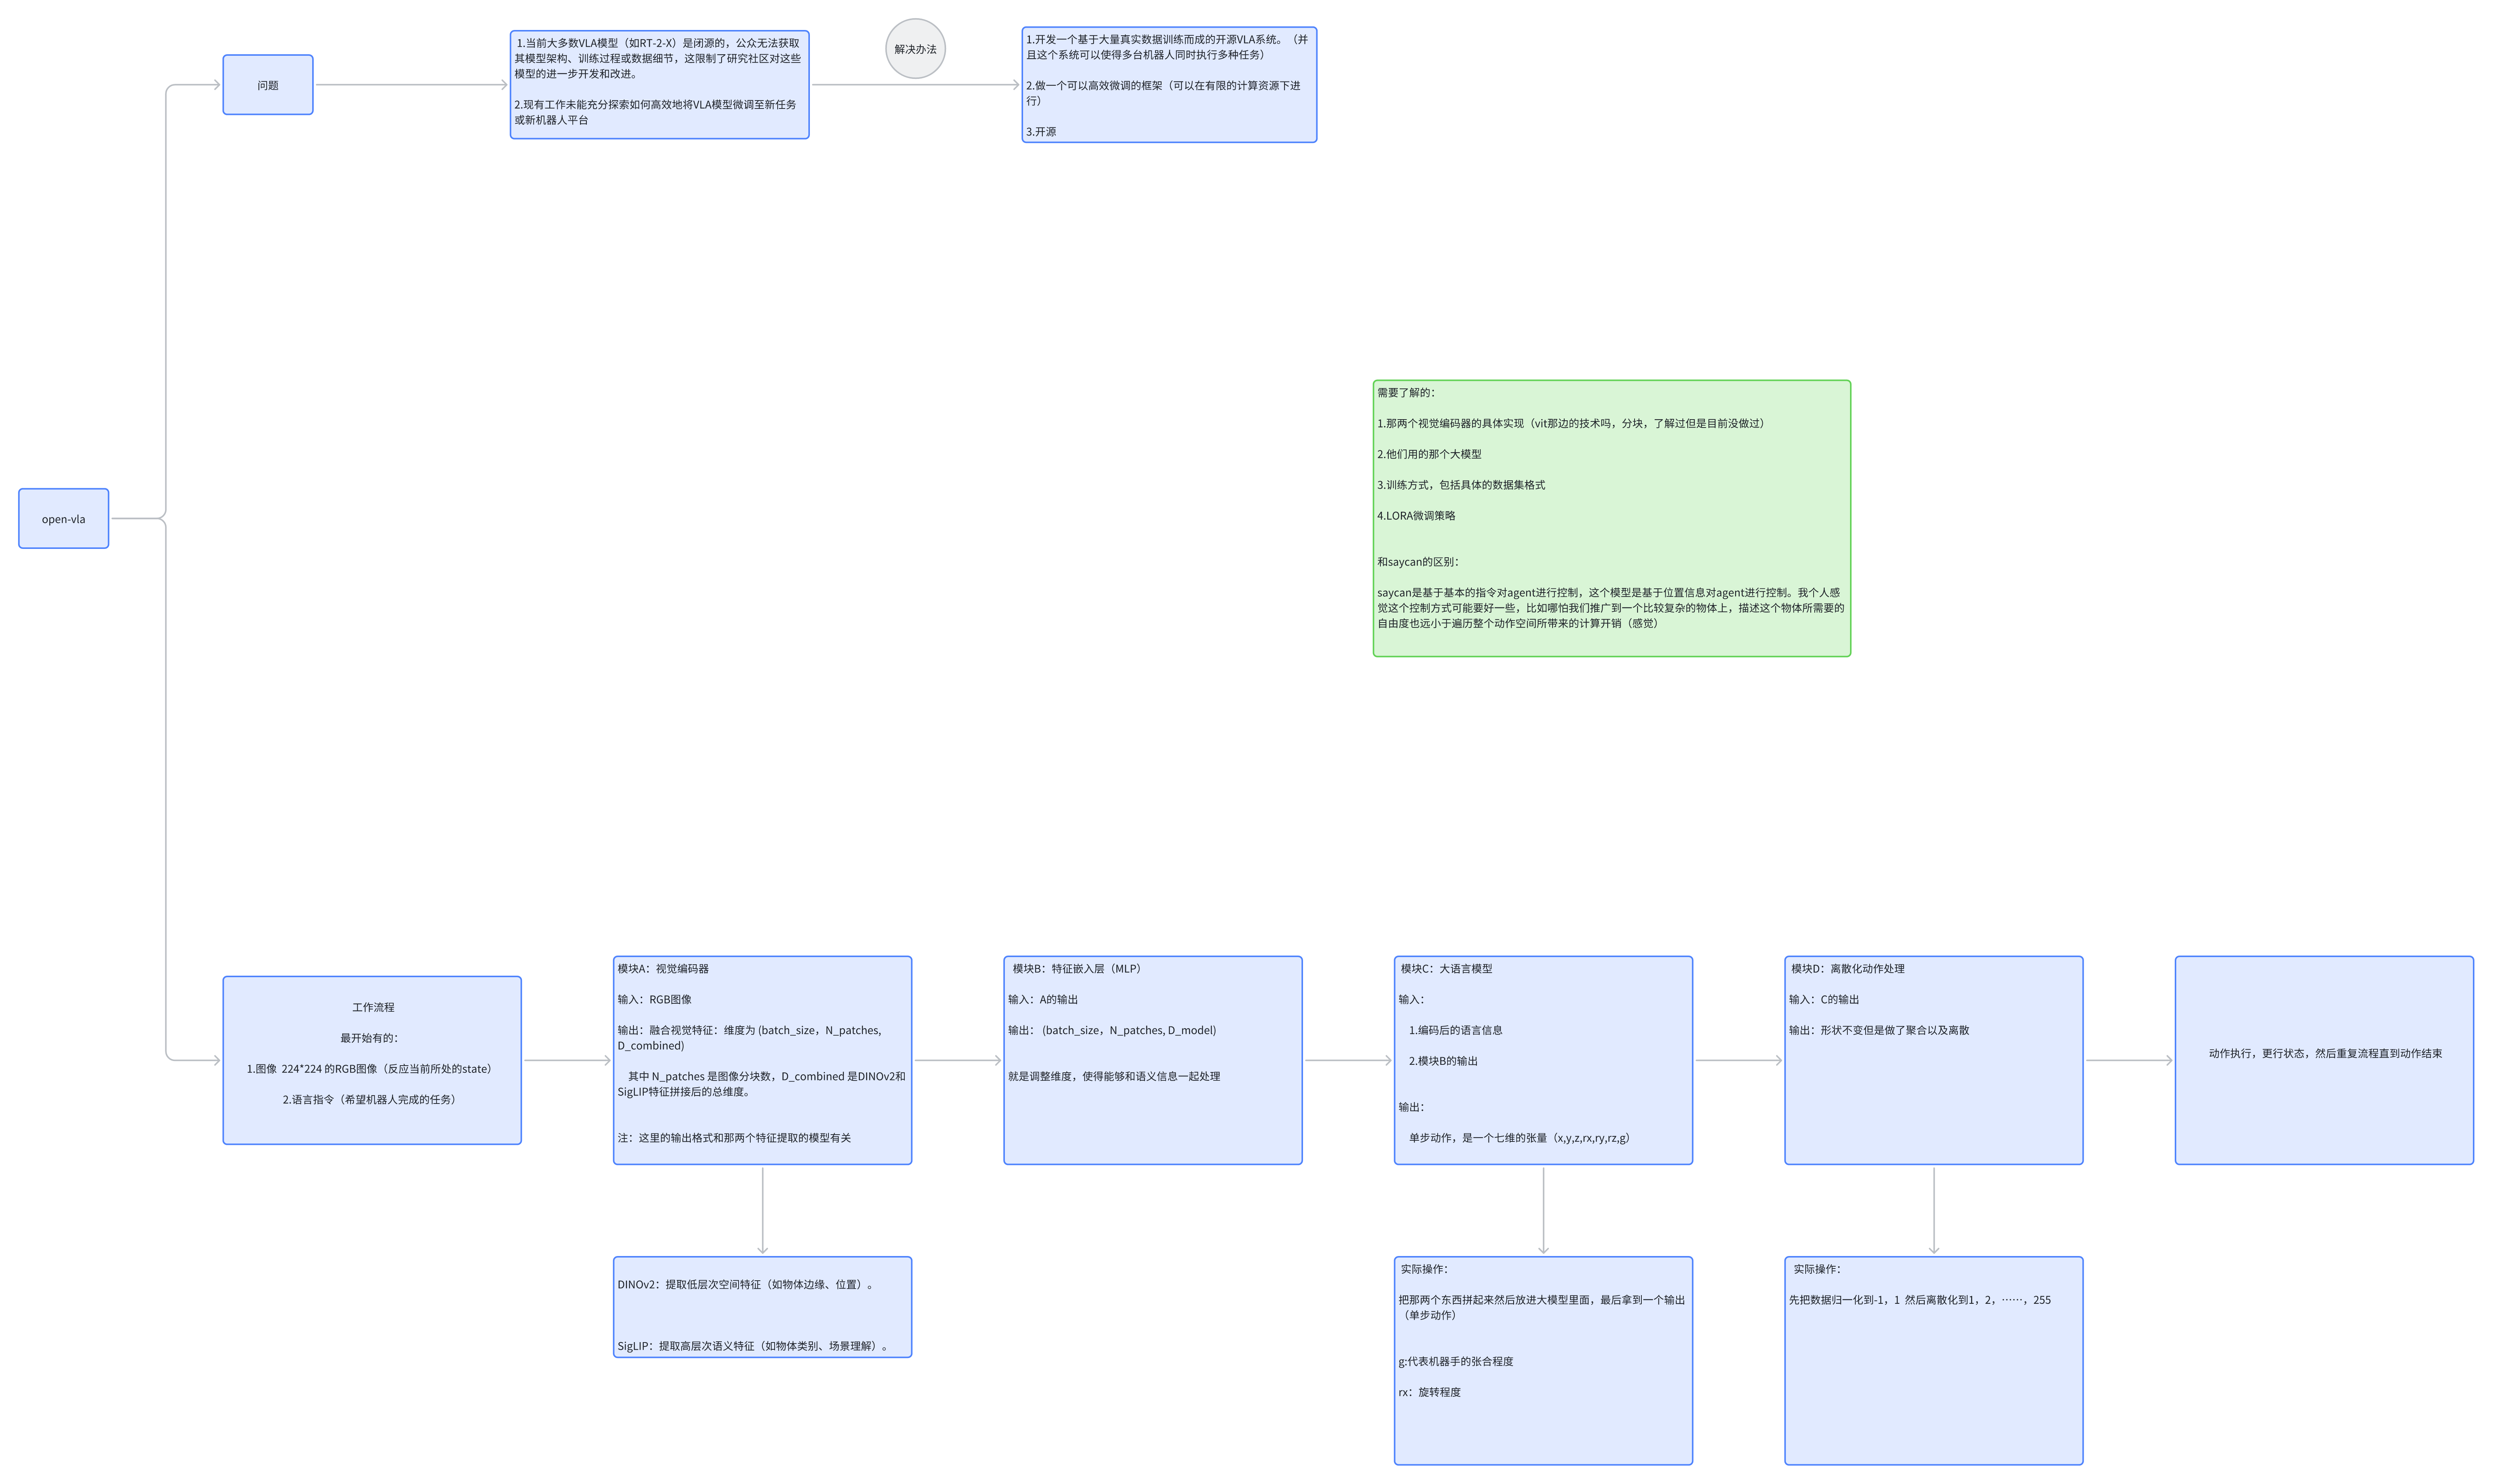 open-vla
问题
1.当前大多数VLA模型（如RT-2-X）是闭源的，公众无法获取
其模型架构、训练过程或数据细节，这限制了研究社区对这些
模型的进一步开发和改进。
2.现有工作未能充分探索如何高效地将VLA模型微调至新任务
或新机器人平台
解决办法
1.开发一个基于大量真实数据训练而成的开源VLA系统。（并
且这个系统可以使得多台机器人同时执行多种任务）
2.做一个可以高效微调的框架（可以在有限的计算资源下进
行）
3.开源
需要了解的：
1.那两个视觉编码器的具体实现（vit那边的技术吗，分块，了解过但是目前没做过）
2.他们用的那个大模型
3.训练方式，包括具体的数据集格式
4.LORA微调策略
和saycan的区别：
saycan是基于基本的指令对agent进行控制，这个模型是基于位置信息对agent进行控制。我个人感
觉这个控制方式可能要好一些，比如哪怕我们推广到一个比较复杂的物体上，描述这个物体所需要的
自由度也远小于遍历整个动作空间所带来的计算开销（感觉）
工作流程
最开始有的：
1.图像 224*224 的RGB图像（反应当前所处的state）
2.语言指令（希望机器人完成的任务）
模块A：视觉编码器
输入：RGB图像
输出：融合视觉特征：维度为 (batch_size，N_patches,
D_combined)
其中 N_patches 是图像分块数，D_combined 是DINOv2和
SigLIP特征拼接后的总维度。
注：这里的输出格式和那两个特征提取的模型有关
DINOv2：提取低层次空间特征（如物体边缘、位置）。
SigLIP：提取高层次语义特征（如物体类别、场景理解）。
模块B：特征嵌入层（MLP）
输入：A的输出
输出： (batch_size，N_patches, D_model)
就是调整维度，使得能够和语义信息一起处理
模块C：大语言模型
输入：
1.编码后的语言信息
2.模块B的输出
输出：
单步动作，是一个七维的张量（x,y,z,rx,ry,rz,g）
实际操作：
把那两个东西拼起来然后放进大模型里面，最后拿到一个输出
（单步动作）
g:代表机器手的张合程度
rx：旋转程度
模块D：离散化动作处理
输入：C的输出
输出：形状不变但是做了聚合以及离散
实际操作：
先把数据归一化到-1，1 然后离散化到1，2，……，255
动作执行，更行状态，然后重复流程直到动作结束